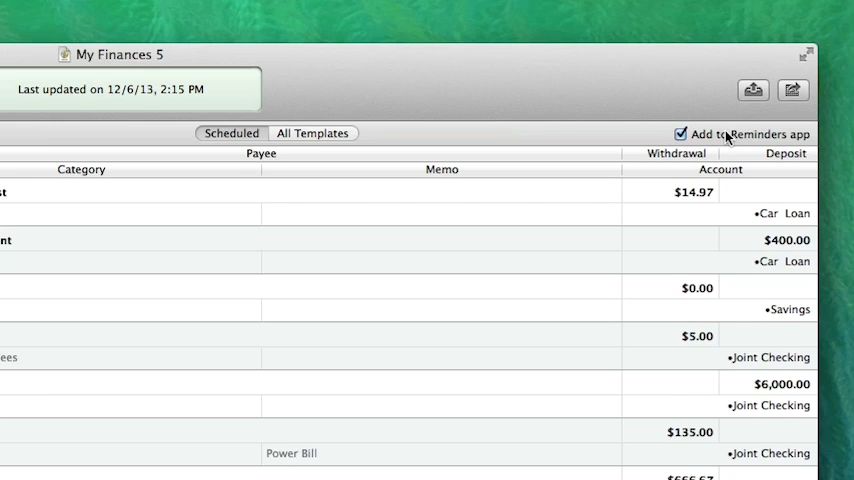 My Finances 5
Last updated on 12/6/13, 2:15 PM
Scheduled All Templates Add to Reminders app
Payee Withdrawal Deposit
Category Memo Account
st $14.97
•Car Loan
nt $400.00
•Car Loan
$0.00
•Savings
$5.00
ees •Joint Checking
$6,000.00
•Joint Checking
$135.00
Power Bill •Joint Checking
$666.67